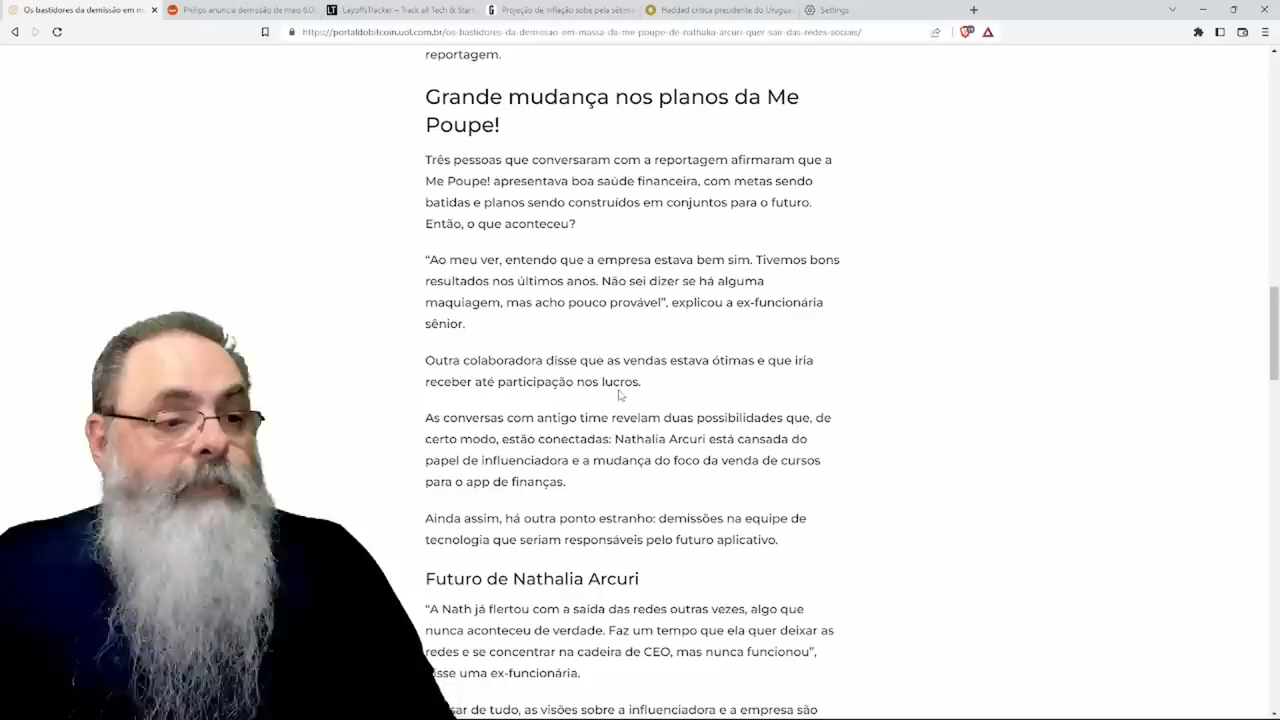 Os bastidores da demissão em m
Philips anuncia demissão de mais 6.00
LayoffsTracker – Track all Tech & Start
Projeção de inflação sobe pela sétima
Haddad critica presidente do Urugua
Settings
https://portaldobitcoin.uol.com.br/os-bastidores-da-demissao-em-massa-da-me-poupe-de-nathalia-arcuri-quer-sair-das-redes-sociais/
reportagem.
Grande mudança nos planos da Me
Poupe!
Três pessoas que conversaram com a reportagem afirmaram que a
Me Poupe! apresentava boa saúde financeira, com metas sendo
batidas e planos sendo construídos em conjuntos para o futuro.
Então, o que aconteceu?
“Ao meu ver, entendo que a empresa estava bem sim. Tivemos bons
resultados nos últimos anos. Não sei dizer se há alguma
maquiagem, mas acho pouco provável”, explicou a ex-funcionária
sênior.
Outra colaboradora disse que as vendas estava ótimas e que iria
receber até participação nos lucros.
As conversas com antigo time revelam duas possibilidades que, de
certo modo, estão conectadas: Nathalia Arcuri está cansada do
papel de influenciadora e a mudança do foco da venda de cursos
para o app de finanças.
Ainda assim, há outra ponto estranho: demissões na equipe de
tecnologia que seriam responsáveis pelo futuro aplicativo.
Futuro de Nathalia Arcuri
“A Nath já flertou com a saída das redes outras vezes, algo que
nunca aconteceu de verdade. Faz um tempo que ela quer deixar as
redes e se concentrar na cadeira de CEO, mas nunca funcionou”,
isse uma ex-funcionária.
sar de tudo, as visões sobre a influenciadora e a empresa são